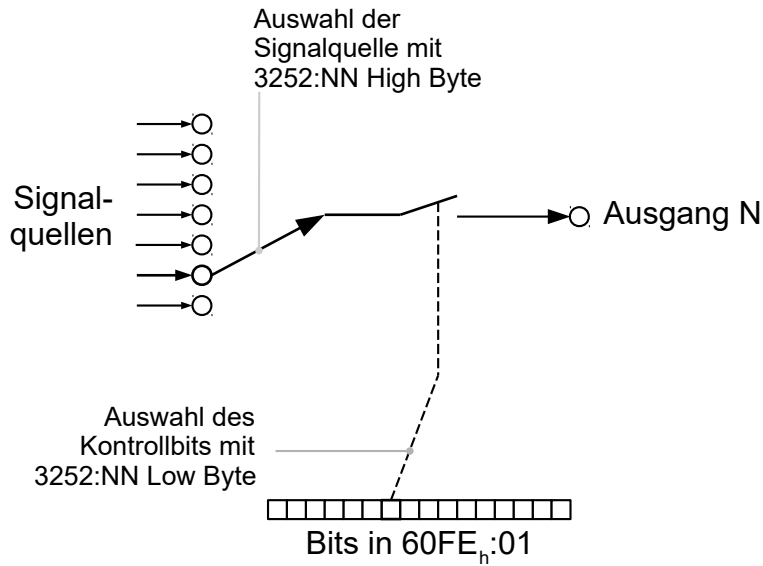 Auswahl der
Signalquelle mit
3252:NN High Byte
Signal-
quellen
Ausgang N
Auswahl des
Kontrollbits mit
3252:NN Low Byte
Bits in 60FEh:01